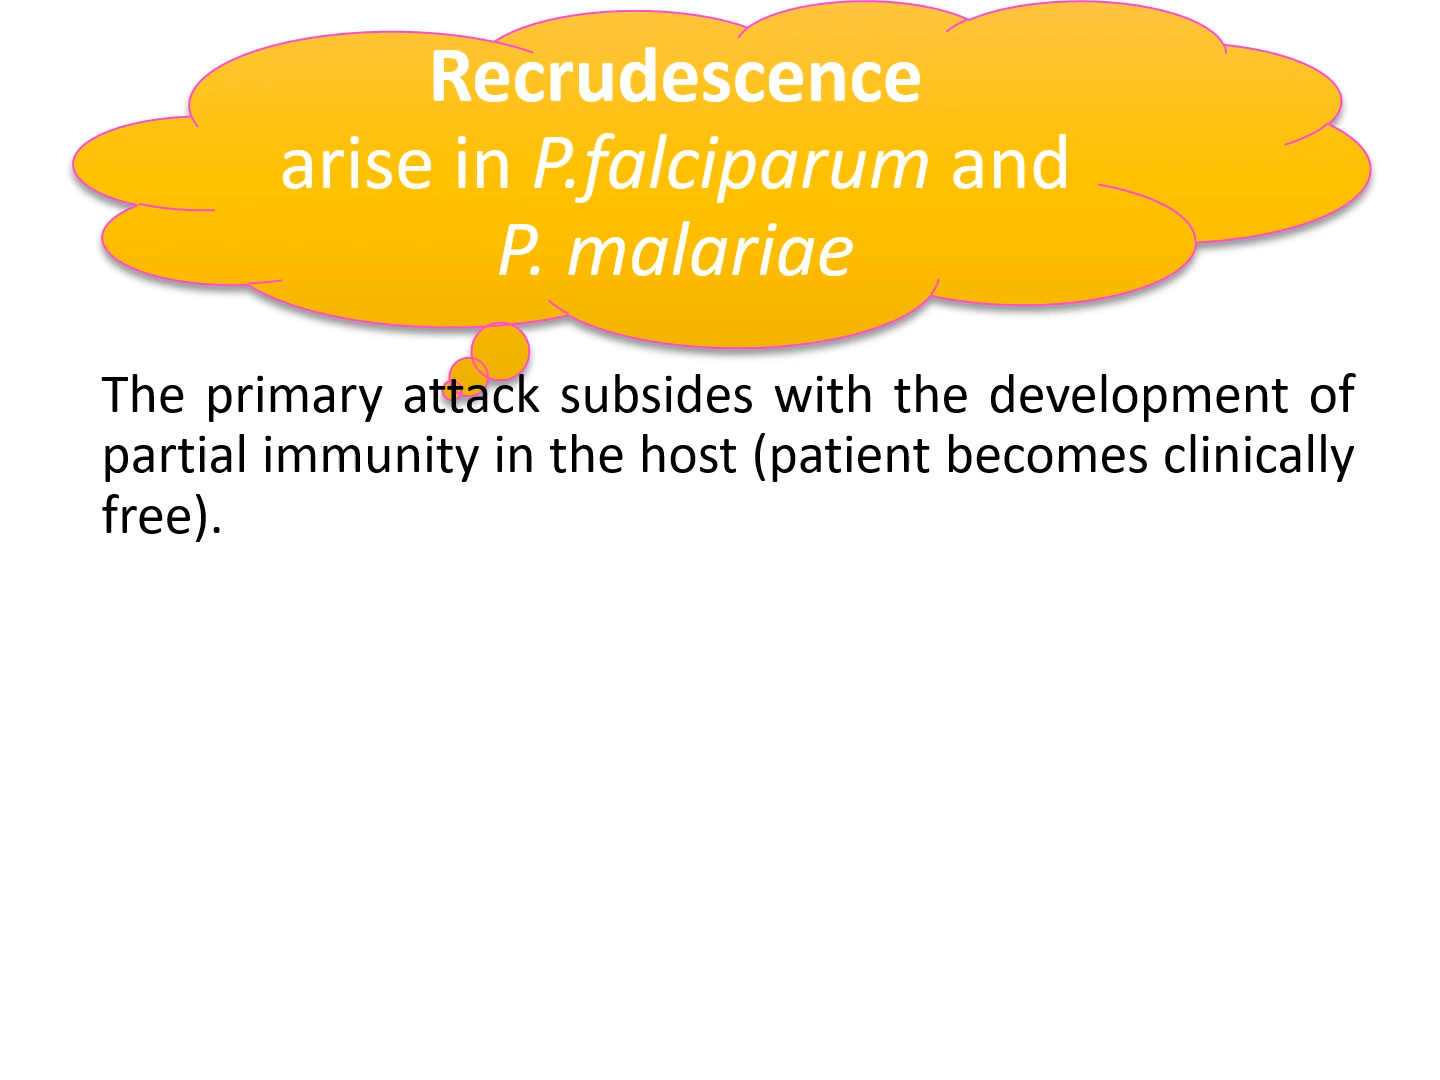 Recrudescence
arise in P.falciparum and
P. malariae
The primary attack subsides with the development of
partial immunity in the host (patient becomes clinically
free).